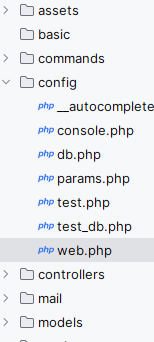 assets
basic
commands
config
php __autocomplete
php console.php
php db.php
php params.php
php test.php
php test_db.php
php web.php
controllers
mail
models